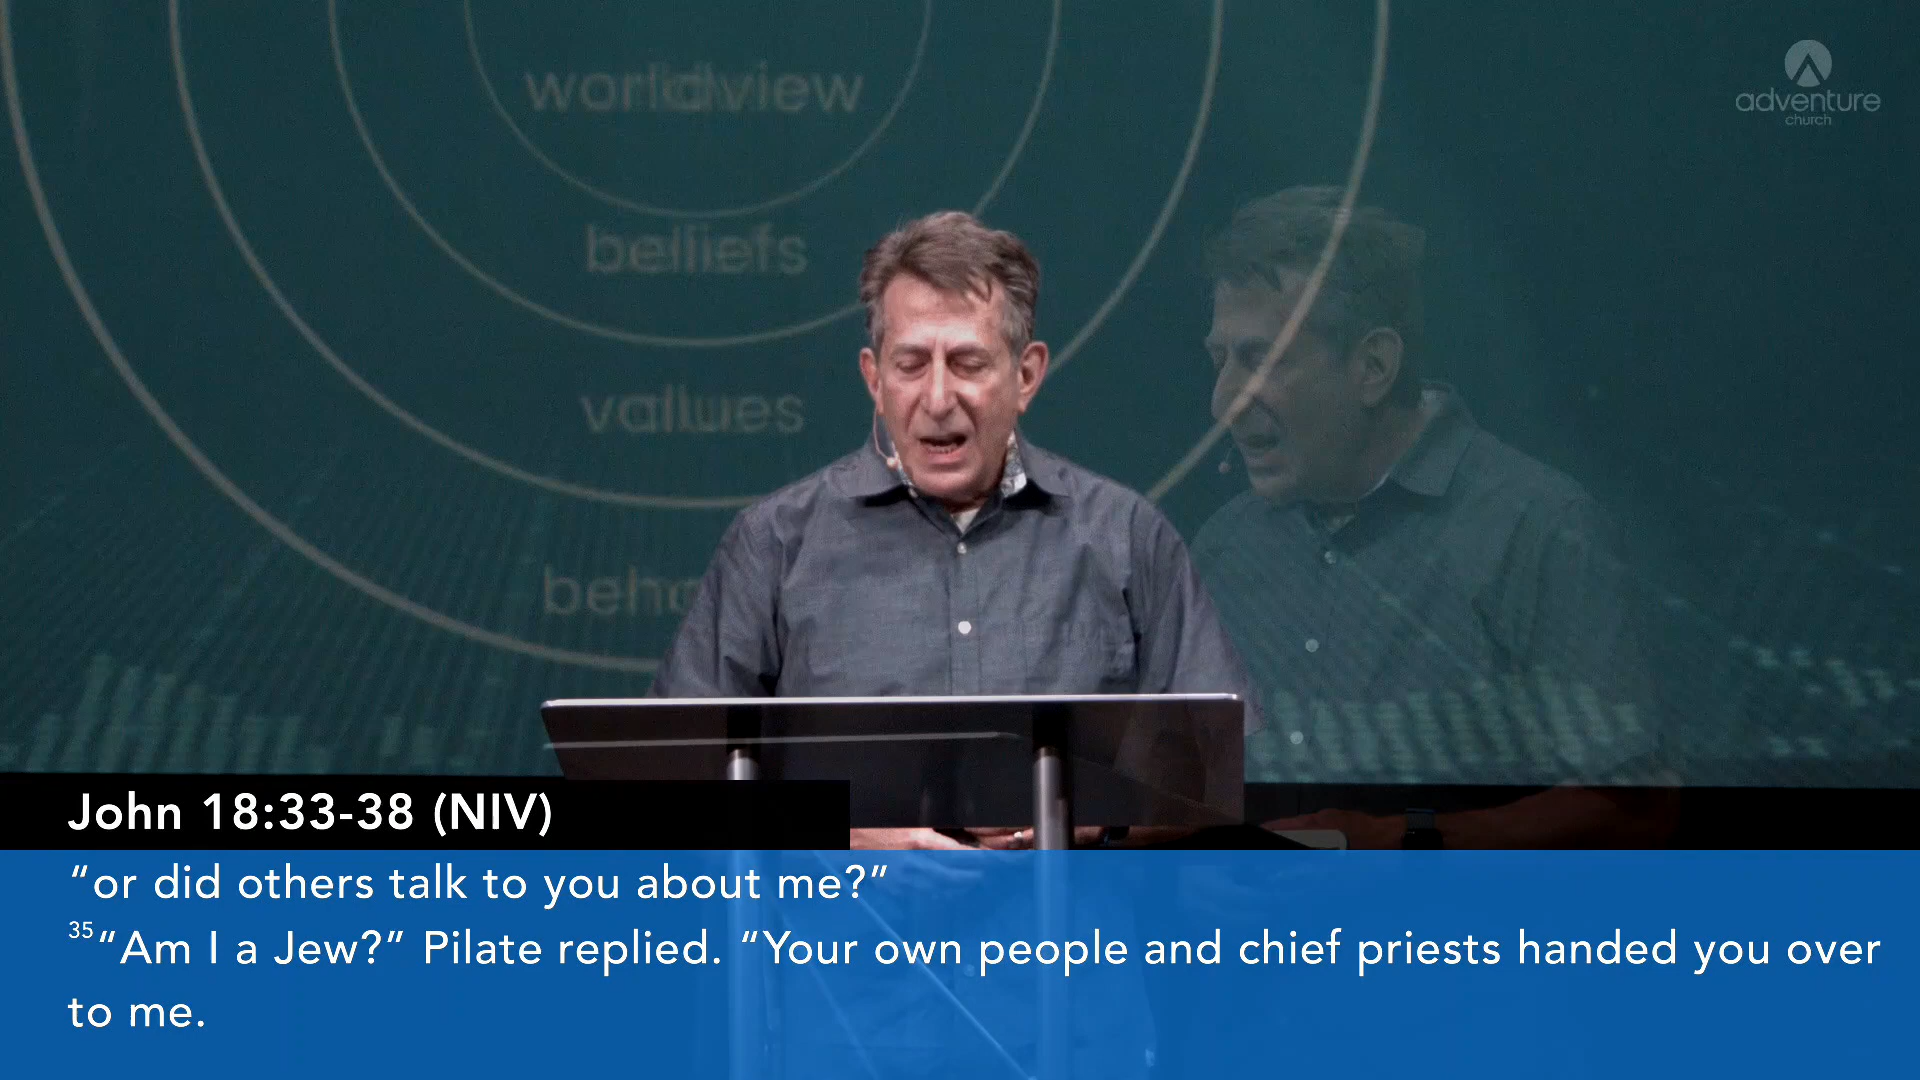 adventure
church
worldview
beliefs
values
John 18:33-38 (NIV)
“or did others talk to you about me?”
35“Am I a Jew?” Pilate replied. “Your own people and chief priests handed you over
to me.